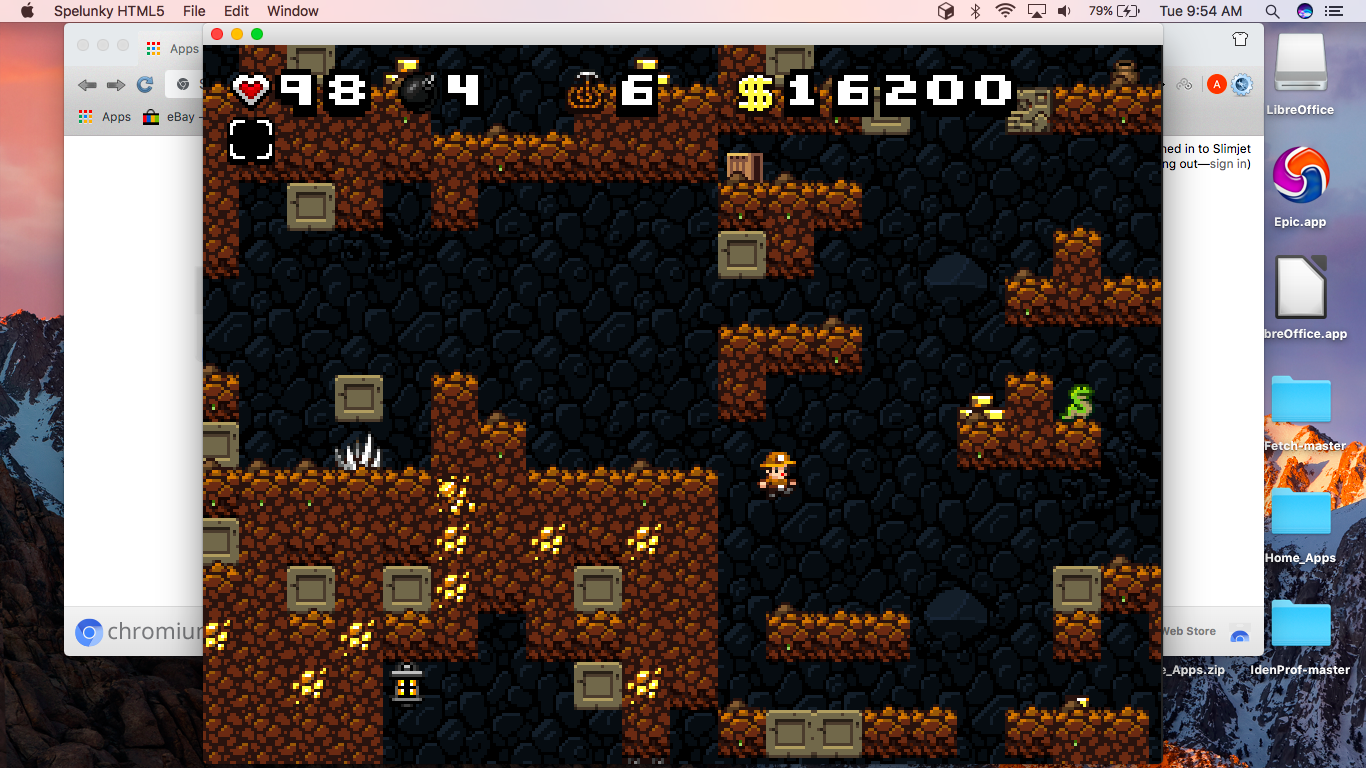 Spelunky HTML5 File Edit Window 79% Tue 9:54 AM
Apps
98 4 6 $16200
A
Apps eBay –
LibreOffice
ned in to Slimjet
ng out—sign in)
Epic.app
breOffice.app
Fetch-master
Home_Apps
chromium
Web Store
e_Apps.zip IdenProf-master